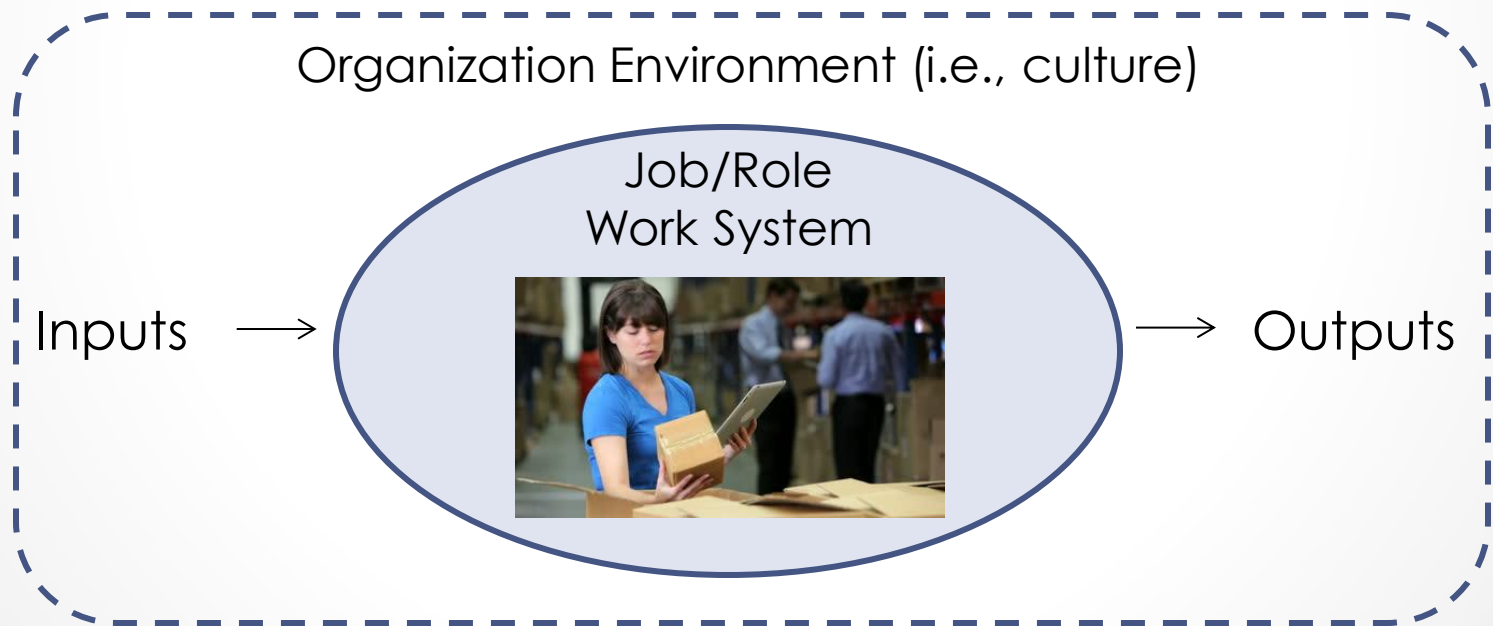 Organization Environment (i.e., culture)
Job/Role
Work System
Inputs
Outputs